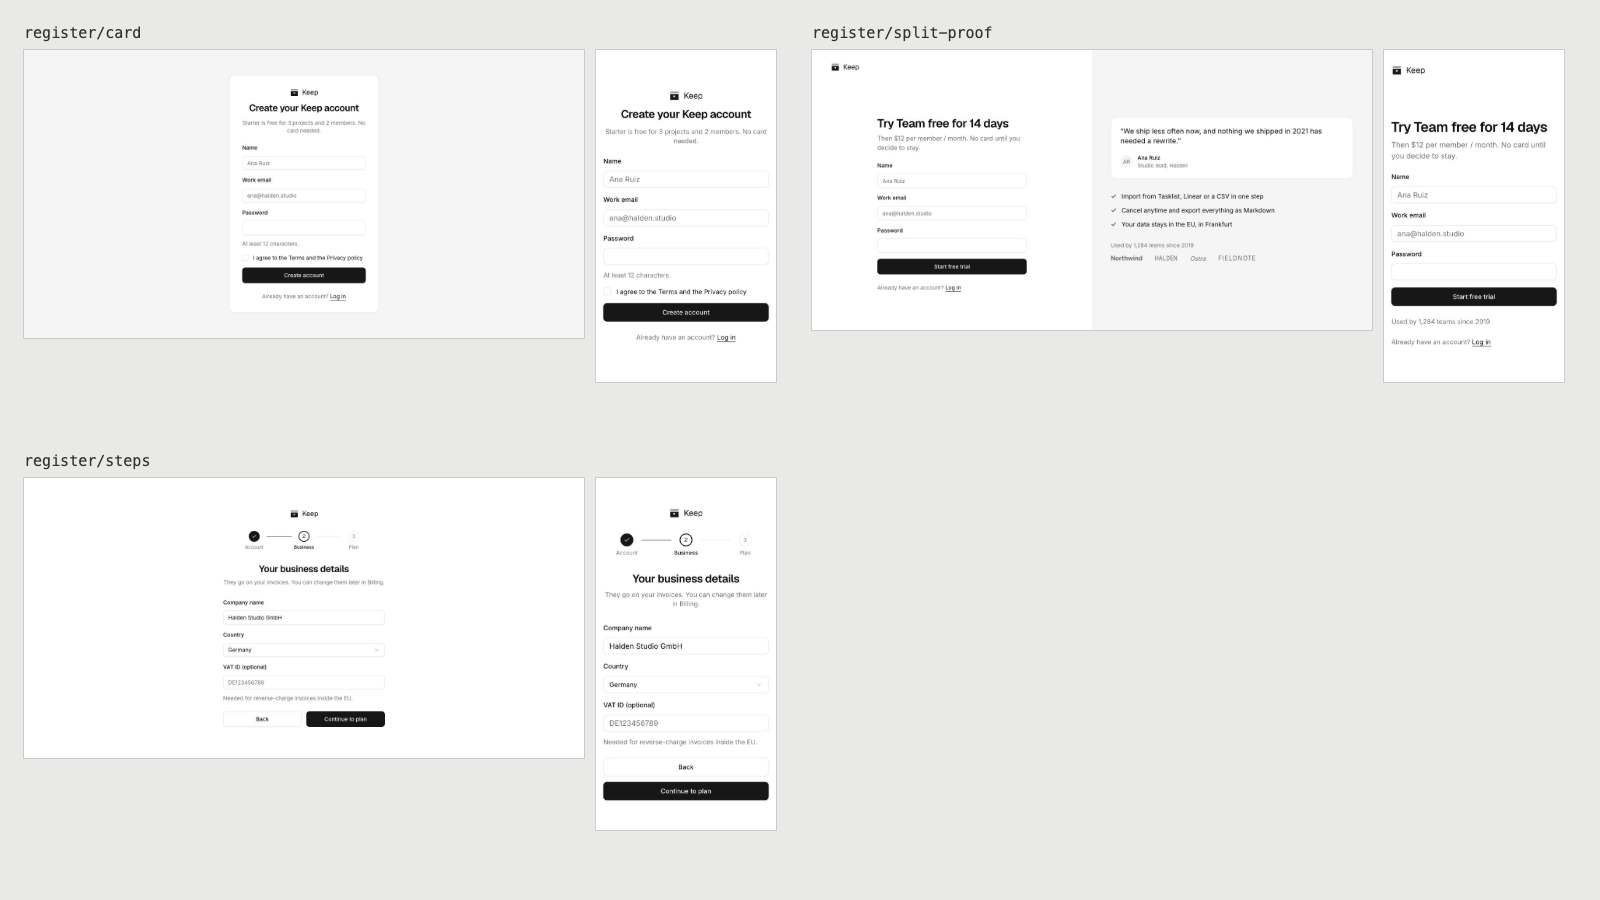 register/card
Keep
Create your Keep account
Starter is free for 3 projects and 2 members. No
card needed.
Name
Ana Ruiz
Work email
ana@halden.studio
Password
At least 12 characters.
I agree to the Terms and the Privacy policy
Create account
Already have an account? Log in
Keep
Create your Keep account
Starter is free for 3 projects and 2 members. No card
needed.
Name
Ana Ruiz
Work email
ana@halden.studio
Password
At least 12 characters.
I agree to the Terms and the Privacy policy
Create account
Already have an account? Log in
register/split-proof
Keep
Try Team free for 14 days
Then $12 per member / month. No card until you
decide to stay.
Name
Ana Ruiz
Work email
ana@halden.studio
Password
Start free trial
Already have an account? Log in
"We ship less often now, and nothing we shipped in 2021 has
needed a rewrite."
AR
Ana Ruiz
Studio lead, Halden
Import from Tasklist, Linear or a CSV in one step
Cancel anytime and export everything as Markdown
Your data stays in the EU, in Frankfurt
Used by 1,284 teams since 2019
Northwind HALDEN Ostra FIELDNOTE
Keep
Try Team free for 14 days
Then $12 per member / month. No card until
you decide to stay.
Name
Ana Ruiz
Work email
ana@halden.studio
Password
Start free trial
Used by 1,284 teams since 2019
Already have an account? Log in
register/steps
Keep
2 3
Account Business Plan
Your business details
They go on your invoices. You can change them later in Billing.
Company name
Halden Studio GmbH
Country
Germany
VAT ID (optional)
DE123456789
Needed for reverse-charge invoices inside the EU.
Back Continue to plan
Keep
2 3
Account Business Plan
Your business details
They go on your invoices. You can change them later
in Billing.
Company name
Halden Studio GmbH
Country
Germany
VAT ID (optional)
DE123456789
Needed for reverse-charge invoices inside the EU.
Back
Continue to plan